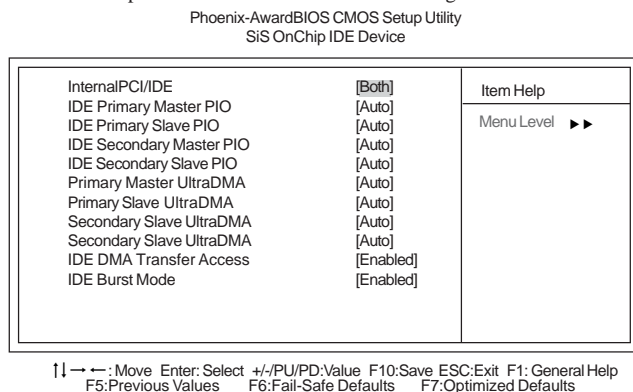 Phoenix-AwardBIOS CMOS Setup Utility
SiS OnChip IDE Device
InternalPCI/IDE [Both]
IDE Primary Master PIO [Auto]
IDE Primary Slave PIO [Auto]
IDE Secondary Master PIO [Auto]
IDE Secondary Slave PIO [Auto]
Primary Master UltraDMA [Auto]
Primary Slave UltraDMA [Auto]
Secondary Slave UltraDMA [Auto]
Secondary Slave UltraDMA [Auto]
IDE DMA Transfer Access [Enabled]
IDE Burst Mode [Enabled]
Item Help
Menu Level ►►
↑↓→←: Move Enter: Select +/-/PU/PD:Value F10:Save ESC:Exit F1: General Help
F5:Previous Values F6:Fail-Safe Defaults F7:Optimized Defaults